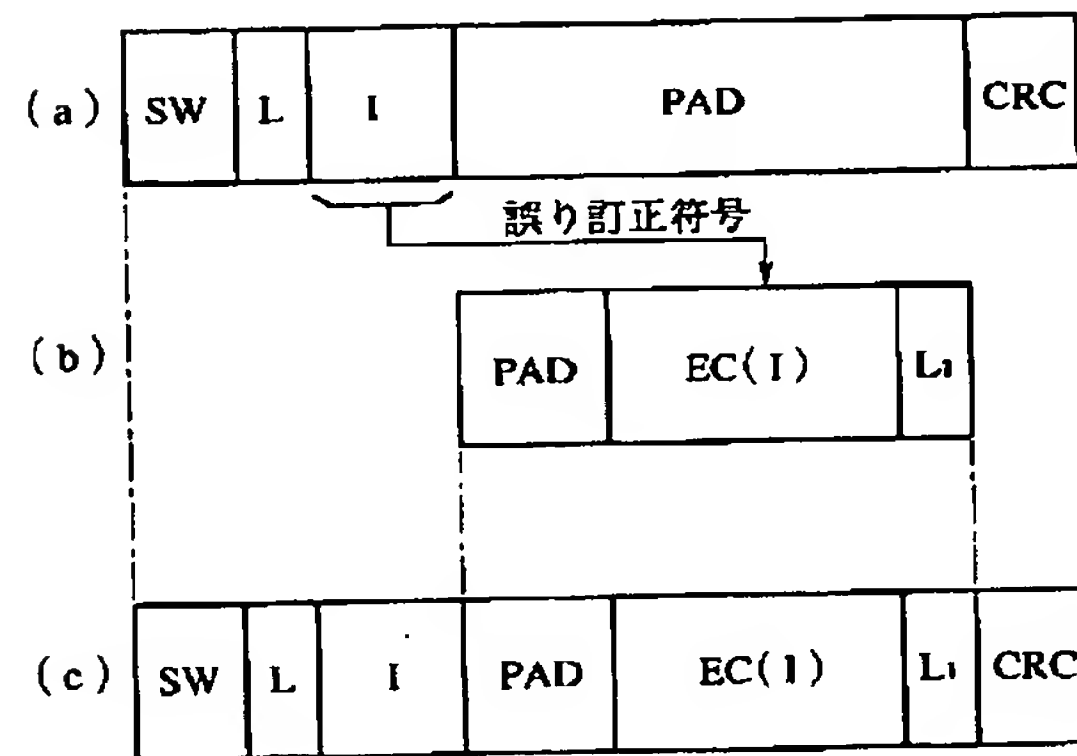 (a) SW L I PAD CRC
誤り訂正符号
(b) PAD EC(I) L1
(c) SW L I PAD EC(I) L1 CRC